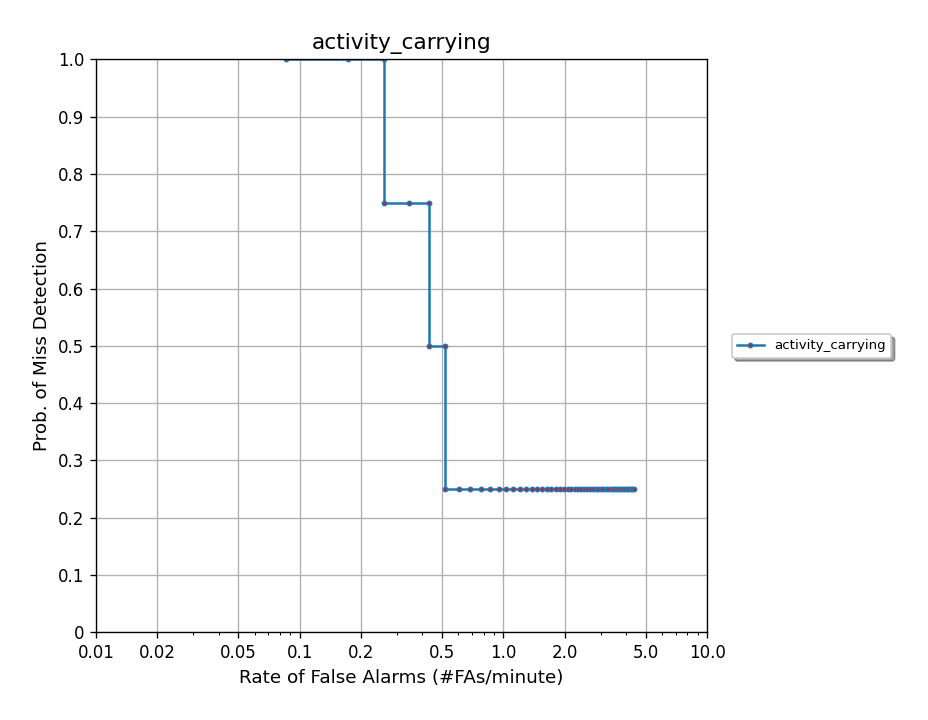 activity_carrying
1.0
0.9
0.8
0.7
0.6
0.5
0.4
0.3
0.2
0.1
0
Prob. of Miss Detection
0.01 0.02 0.05 0.1 0.2 0.5 1.0 2.0 5.0 10.0
Rate of False Alarms (#FAs/minute)
activity_carrying